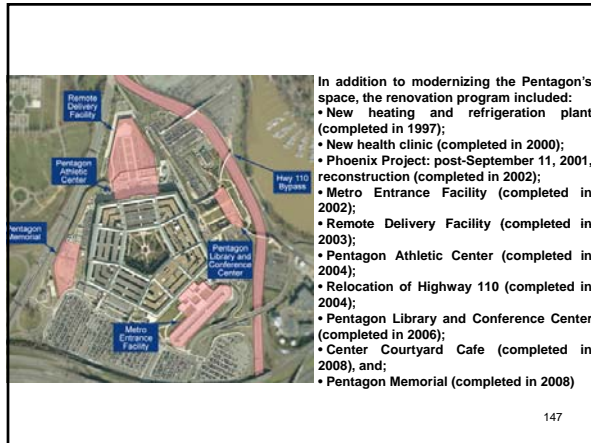 Remote
Delivery
Facility
Pentagon
Athletic
Center
Hwy 110
Bypass
Pentagon
Memorial
Pentagon
Library and
Conference
Center
Metro
Entrance
Facility
In addition to modernizing the Pentagon’s
space, the renovation program included:
• New heating and refrigeration plant
(completed in 1997);
• New health clinic (completed in 2000);
• Phoenix Project: post-September 11, 2001,
reconstruction (completed in 2002);
• Metro Entrance Facility (completed in
2002);
• Remote Delivery Facility (completed in
2003);
• Pentagon Athletic Center (completed in
2004);
• Relocation of Highway 110 (completed in
2004);
• Pentagon Library and Conference Center
(completed in 2006);
• Center Courtyard Cafe (completed in
2008), and;
• Pentagon Memorial (completed in 2008)
147